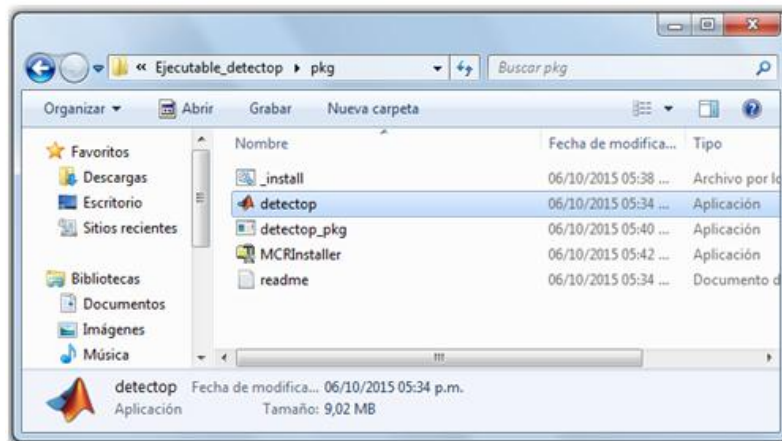 « Ejecutable_detectop ▸ pkg
Buscar pkg
Organizar
Abrir
Grabar
Nueva carpeta
Favoritos
Descargas
Escritorio
Sitios recientes
Bibliotecas
Documentos
Imágenes
Música
Nombre Fecha de modifica... Tipo
_install 06/10/2015 05:38 ... Archivo por lo
detectop 06/10/2015 05:34 ... Aplicación
detectop_pkg 06/10/2015 05:40 ... Aplicación
MCRInstaller 06/10/2015 05:42 ... Aplicación
readme 06/10/2015 05:34 ... Documento d
detectop Fecha de modifica... 06/10/2015 05:34 p.m.
Aplicación Tamaño: 9,02 MB